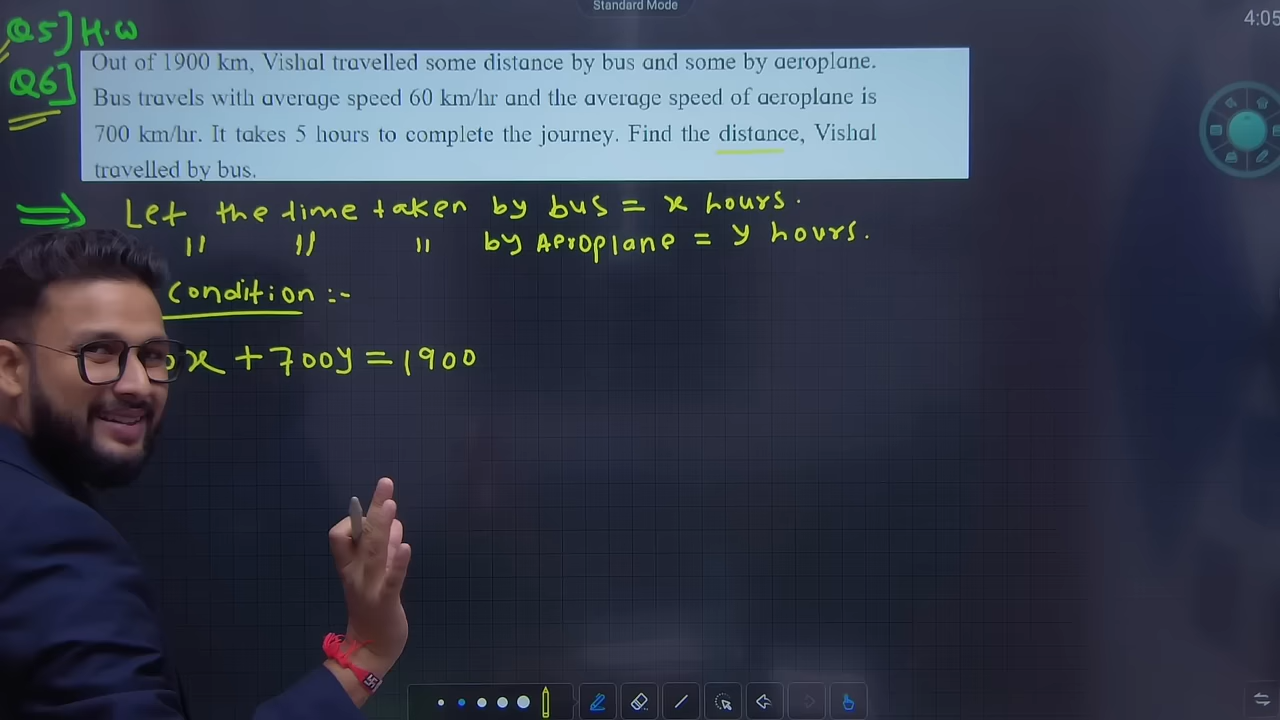 Standard Mode
4:05
Q5] H.W
Q6]
Out of 1900 km, Vishal travelled some distance by bus and some by aeroplane.
Bus travels with average speed 60 km/hr and the average speed of aeroplane is
700 km/hr. It takes 5 hours to complete the journey. Find the distance, Vishal
travelled by bus.
⇒ Let the time taken by bus = x hours.
〃 〃 〃 by Aeroplane = y hours.
Condition :-
x + 700y = 1900